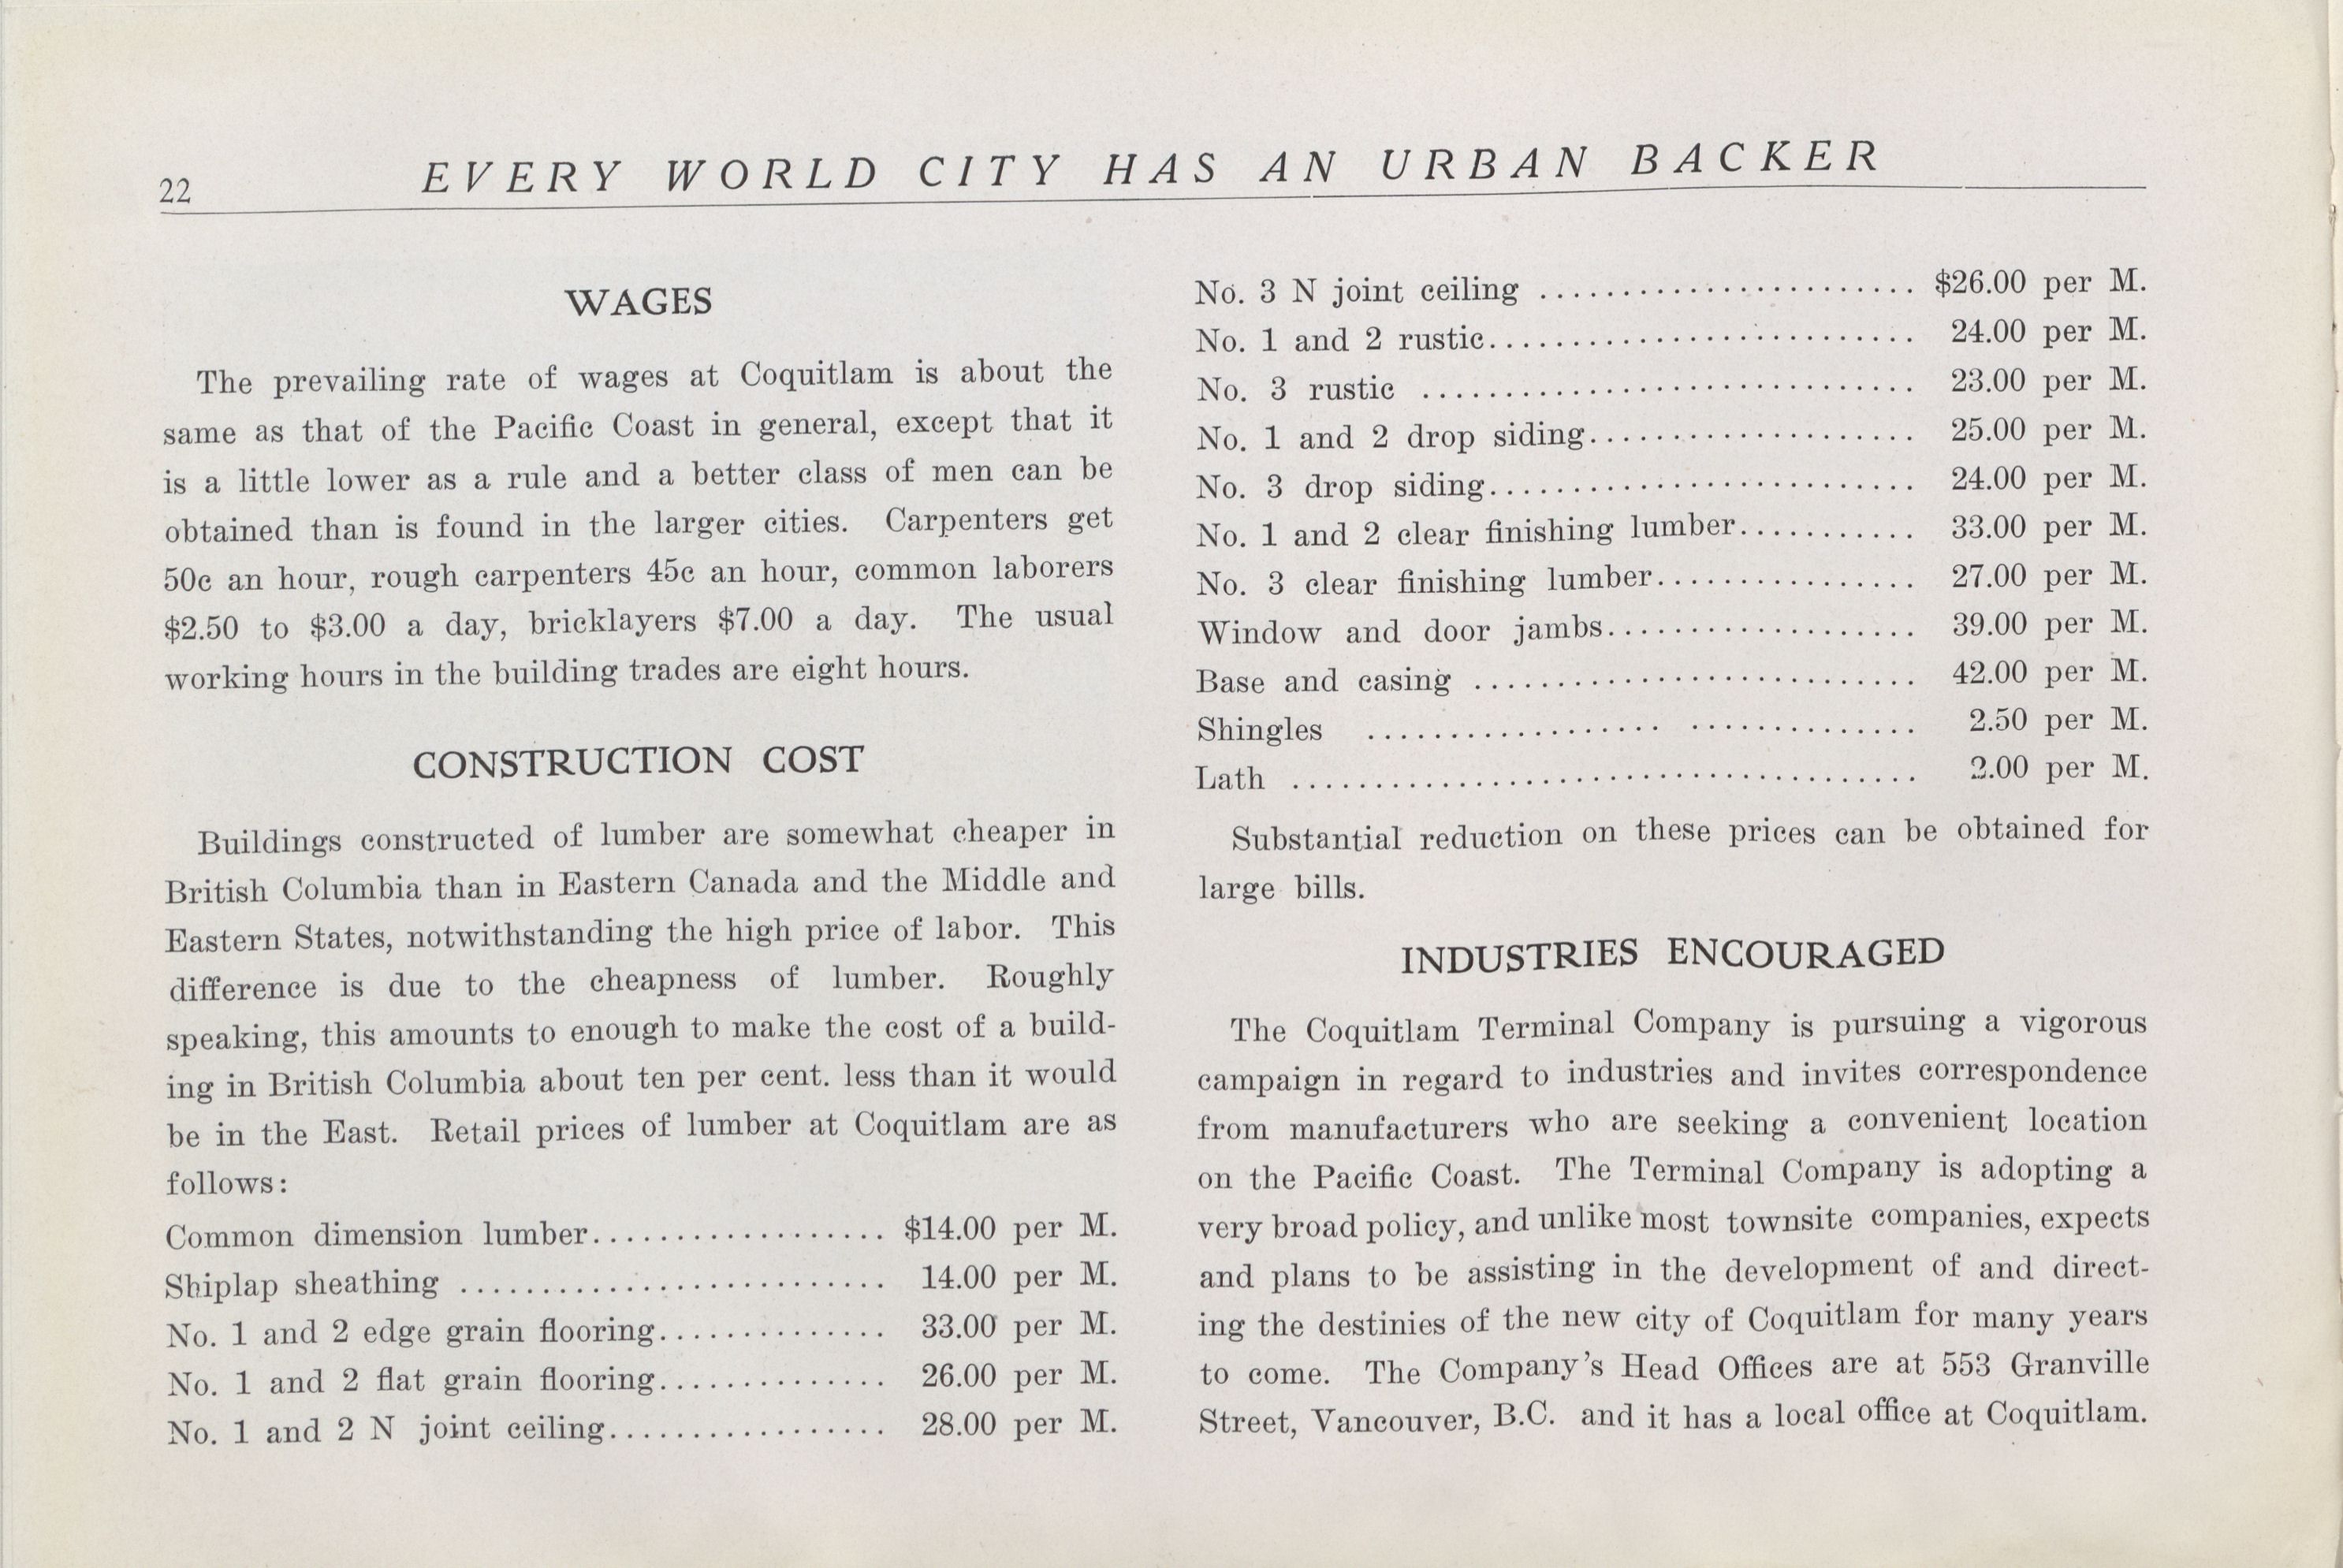 22
EVERY WORLD CITY HAS AN URBAN BACKER
WAGES
The prevailing rate of wages at Coquitlam is about the
same as that of the Pacific Coast in general, except that it
is a little lower as a rule and a better class of men can be
obtained than is found in the larger cities. Carpenters get
50c an hour, rough carpenters 45c an hour, common laborers
$2.50 to $3.00 a day, bricklayers $7.00 a day. The usual
working hours in the building trades are eight hours.
CONSTRUCTION COST
Buildings constructed of lumber are somewhat cheaper in
British Columbia than in Eastern Canada and the Middle and
Eastern States, notwithstanding the high price of labor. This
difference is due to the cheapness of lumber. Roughly
speaking, this amounts to enough to make the cost of a build-
ing in British Columbia about ten per cent. less than it would
be in the East. Retail prices of lumber at Coquitlam are as
follows:
Common dimension lumber.................. $14.00 per M.
Shiplap sheathing .......................... 14.00 per M.
No. 1 and 2 edge grain flooring.............. 33.00 per M.
No. 1 and 2 flat grain flooring.............. 26.00 per M.
No. 1 and 2 N joint ceiling................. 28.00 per M.
No. 3 N joint ceiling ....................... $26.00 per M.
No. 1 and 2 rustic.......................... 24.00 per M.
No. 3 rustic .............................. 23.00 per M.
No. 1 and 2 drop siding.................... 25.00 per M.
No. 3 drop siding.......................... 24.00 per M.
No. 1 and 2 clear finishing lumber........... 33.00 per M.
No. 3 clear finishing lumber................ 27.00 per M.
Window and door jambs................... 39.00 per M.
Base and casing ........................... 42.00 per M.
Shingles .................. .............. 2.50 per M.
Lath ...................................... 2.00 per M.
Substantial reduction on these prices can be obtained for
large bills.
INDUSTRIES ENCOURAGED
The Coquitlam Terminal Company is pursuing a vigorous
campaign in regard to industries and invites correspondence
from manufacturers who are seeking a convenient location
on the Pacific Coast. The Terminal Company is adopting a
very broad policy, and unlike most townsite companies, expects
and plans to be assisting in the development of and direct-
ing the destinies of the new city of Coquitlam for many years
to come. The Company's Head Offices are at 553 Granville
Street, Vancouver, B.C. and it has a local office at Coquitlam.